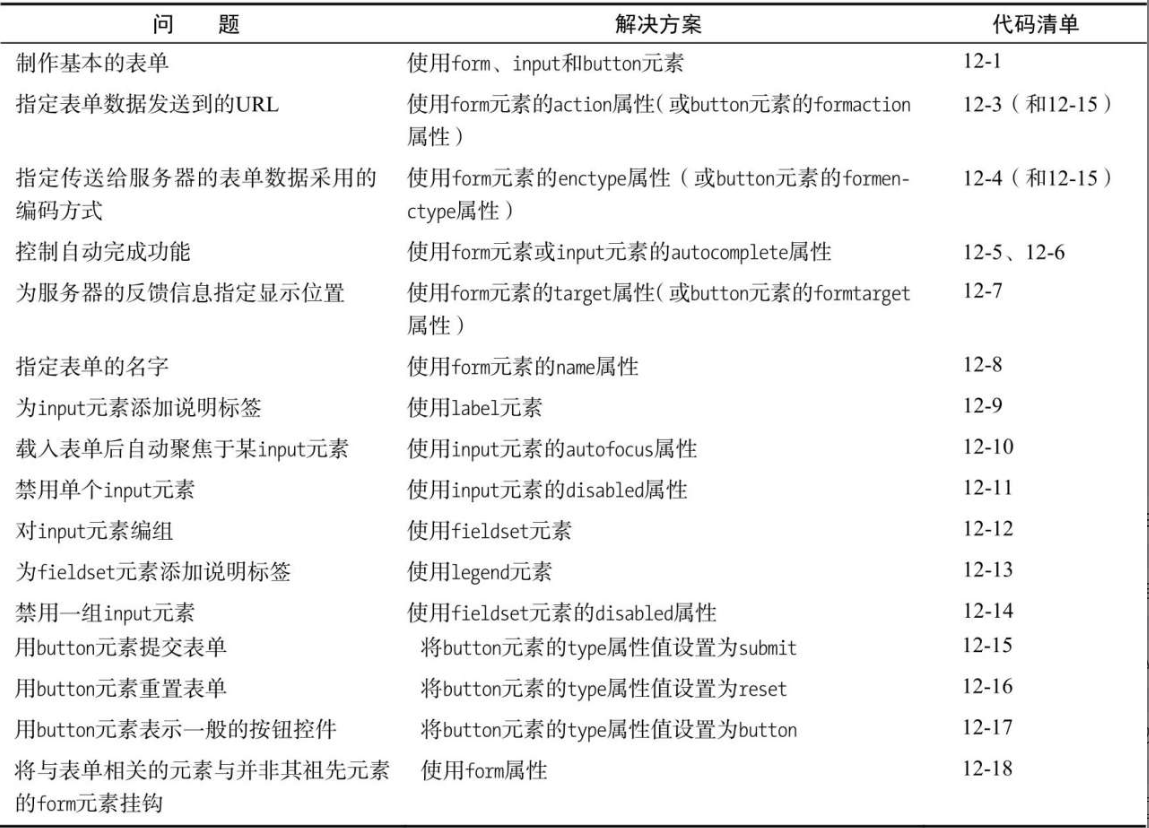 问 题 解决方案 代码清单
制作基本的表单 使用form、input和button元素 12-1
指定表单数据发送到的URL 使用form元素的action属性（或button元素的formaction 12-3（和12-15）
属性）
指定传送给服务器的表单数据采用的 使用form元素的enctype属性（或button元素的formen- 12-4（和12-15）
编码方式 ctype属性）
控制自动完成功能 使用form元素或input元素的autocomplete属性 12-5、12-6
为服务器的反馈信息指定显示位置 使用form元素的target属性（或button元素的formtarget 12-7
属性）
指定表单的名字 使用form元素的name属性 12-8
为input元素添加说明标签 使用label元素 12-9
载入表单后自动聚焦于某input元素 使用input元素的autofocus属性 12-10
禁用单个input元素 使用input元素的disabled属性 12-11
对input元素编组 使用fieldset元素 12-12
为fieldset元素添加说明标签 使用legend元素 12-13
禁用一组input元素 使用fieldset元素的disabled属性 12-14
用button元素提交表单 将button元素的type属性值设置为submit 12-15
用button元素重置表单 将button元素的type属性值设置为reset 12-16
用button元素表示一般的按钮控件 将button元素的type属性值设置为button 12-17
将与表单相关的元素与并非其祖先元素 使用form属性 12-18
的form元素挂钩